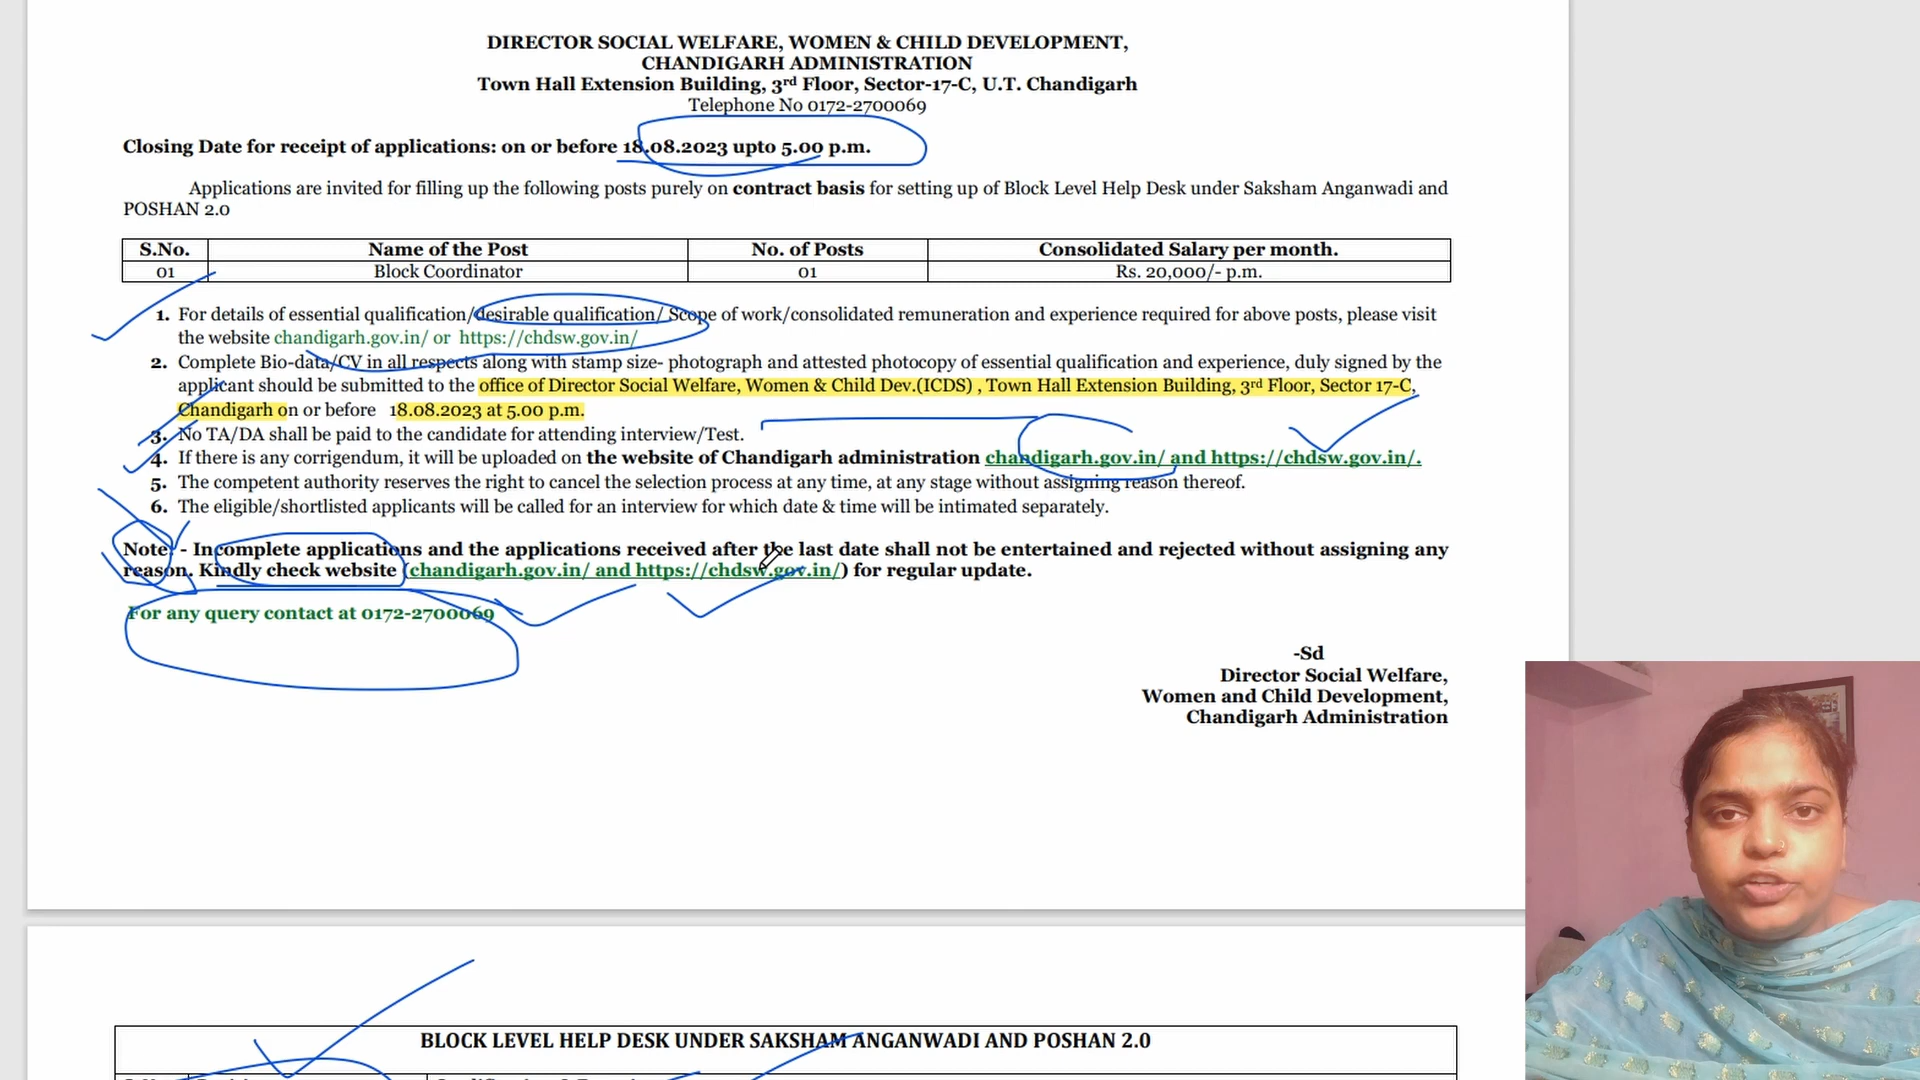 DIRECTOR SOCIAL WELFARE, WOMEN & CHILD DEVELOPMENT,
CHANDIGARH ADMINISTRATION
Town Hall Extension Building, 3rd Floor, Sector-17-C, U.T. Chandigarh
Telephone No 0172-2700069
Closing Date for receipt of applications: on or before 18.08.2023 upto 5.00 p.m.
Applications are invited for filling up the following posts purely on contract basis for setting up of Block Level Help Desk under Saksham Anganwadi and
POSHAN 2.0
S.No. Name of the Post No. of Posts Consolidated Salary per month.
01 Block Coordinator 01 Rs. 20,000/- p.m.
1. For details of essential qualification/desirable qualification/ Scope of work/consolidated remuneration and experience required for above posts, please visit
the website chandigarh.gov.in/ or https://chdsw.gov.in/
2. Complete Bio-data/CV in all respects along with stamp size- photograph and attested photocopy of essential qualification and experience, duly signed by the
applicant should be submitted to the office of Director Social Welfare, Women & Child Dev.(ICDS) , Town Hall Extension Building, 3rd Floor, Sector 17-C,
Chandigarh on or before 18.08.2023 at 5.00 p.m.
3. No TA/DA shall be paid to the candidate for attending interview/Test.
4. If there is any corrigendum, it will be uploaded on the website of Chandigarh administration chandigarh.gov.in/ and https://chdsw.gov.in/.
5. The competent authority reserves the right to cancel the selection process at any time, at any stage without assigning reason thereof.
6. The eligible/shortlisted applicants will be called for an interview for which date & time will be intimated separately.
Note: - Incomplete applications and the applications received after the last date shall not be entertained and rejected without assigning any
reason. Kindly check website (chandigarh.gov.in/ and https://chdsw.gov.in/) for regular update.
For any query contact at 0172-2700069
-Sd
Director Social Welfare,
Women and Child Development,
Chandigarh Administration
BLOCK LEVEL HELP DESK UNDER SAKSHAM ANGANWADI AND POSHAN 2.0